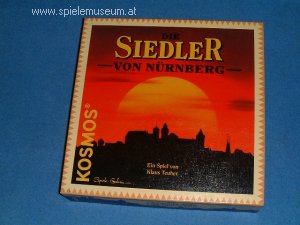 www.spielemuseum.at
DIE
SIEDLER
VON NÜRNBERG
KOSMOS®
Ein Spiel von
Klaus Teuber